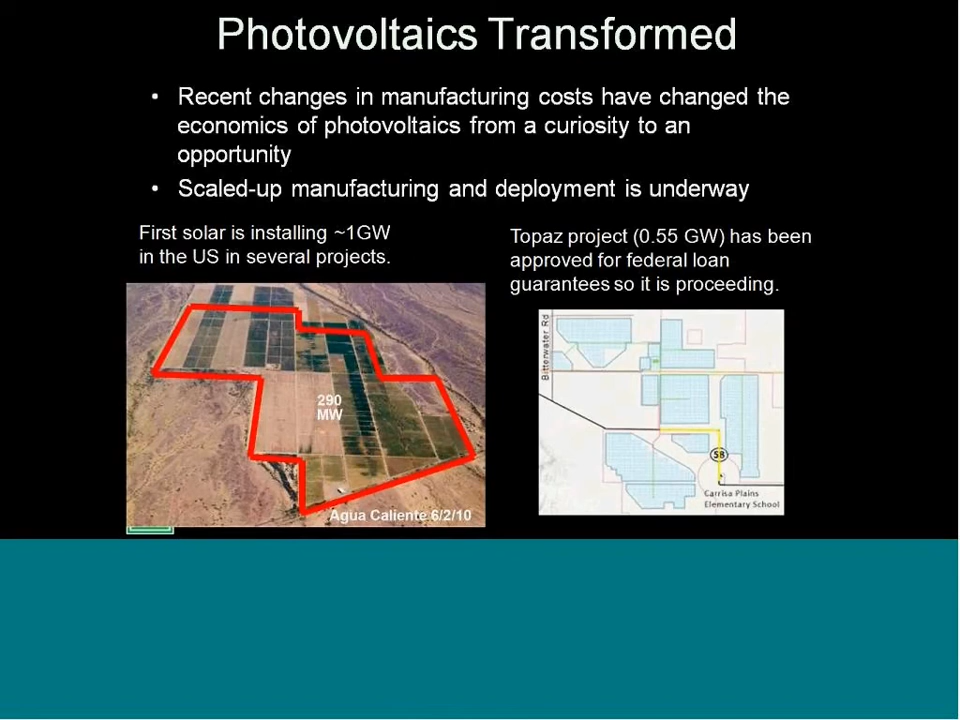 Photovoltaics Transformed
• Recent changes in manufacturing costs have changed the
economics of photovoltaics from a curiosity to an
opportunity
• Scaled-up manufacturing and deployment is underway
First solar is installing ~1GW
in the US in several projects.
Topaz project (0.55 GW) has been
approved for federal loan
guarantees so it is proceeding.
290
MW
Agua Caliente 6/2/10
Bitterwater Rd
58
Carrisa Plains
Elementary School